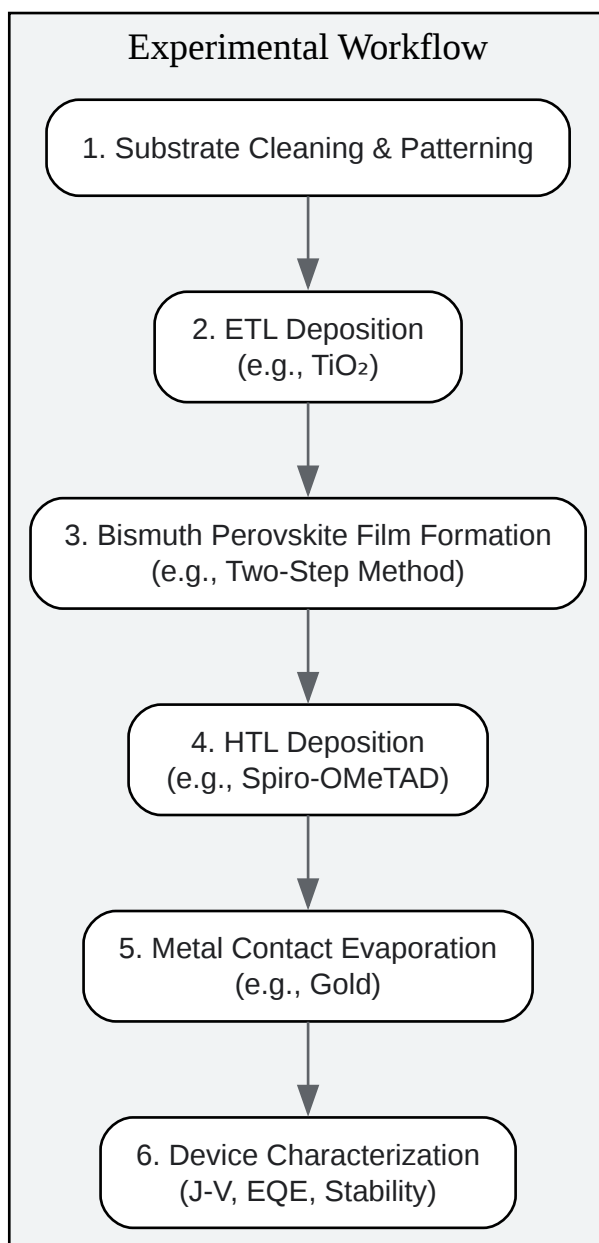 Experimental Workflow
1. Substrate Cleaning & Patterning
2. ETL Deposition
(e.g., TiO₂)
3. Bismuth Perovskite Film Formation
(e.g., Two-Step Method)
4. HTL Deposition
(e.g., Spiro-OMeTAD)
5. Metal Contact Evaporation
(e.g., Gold)
6. Device Characterization
(J-V, EQE, Stability)